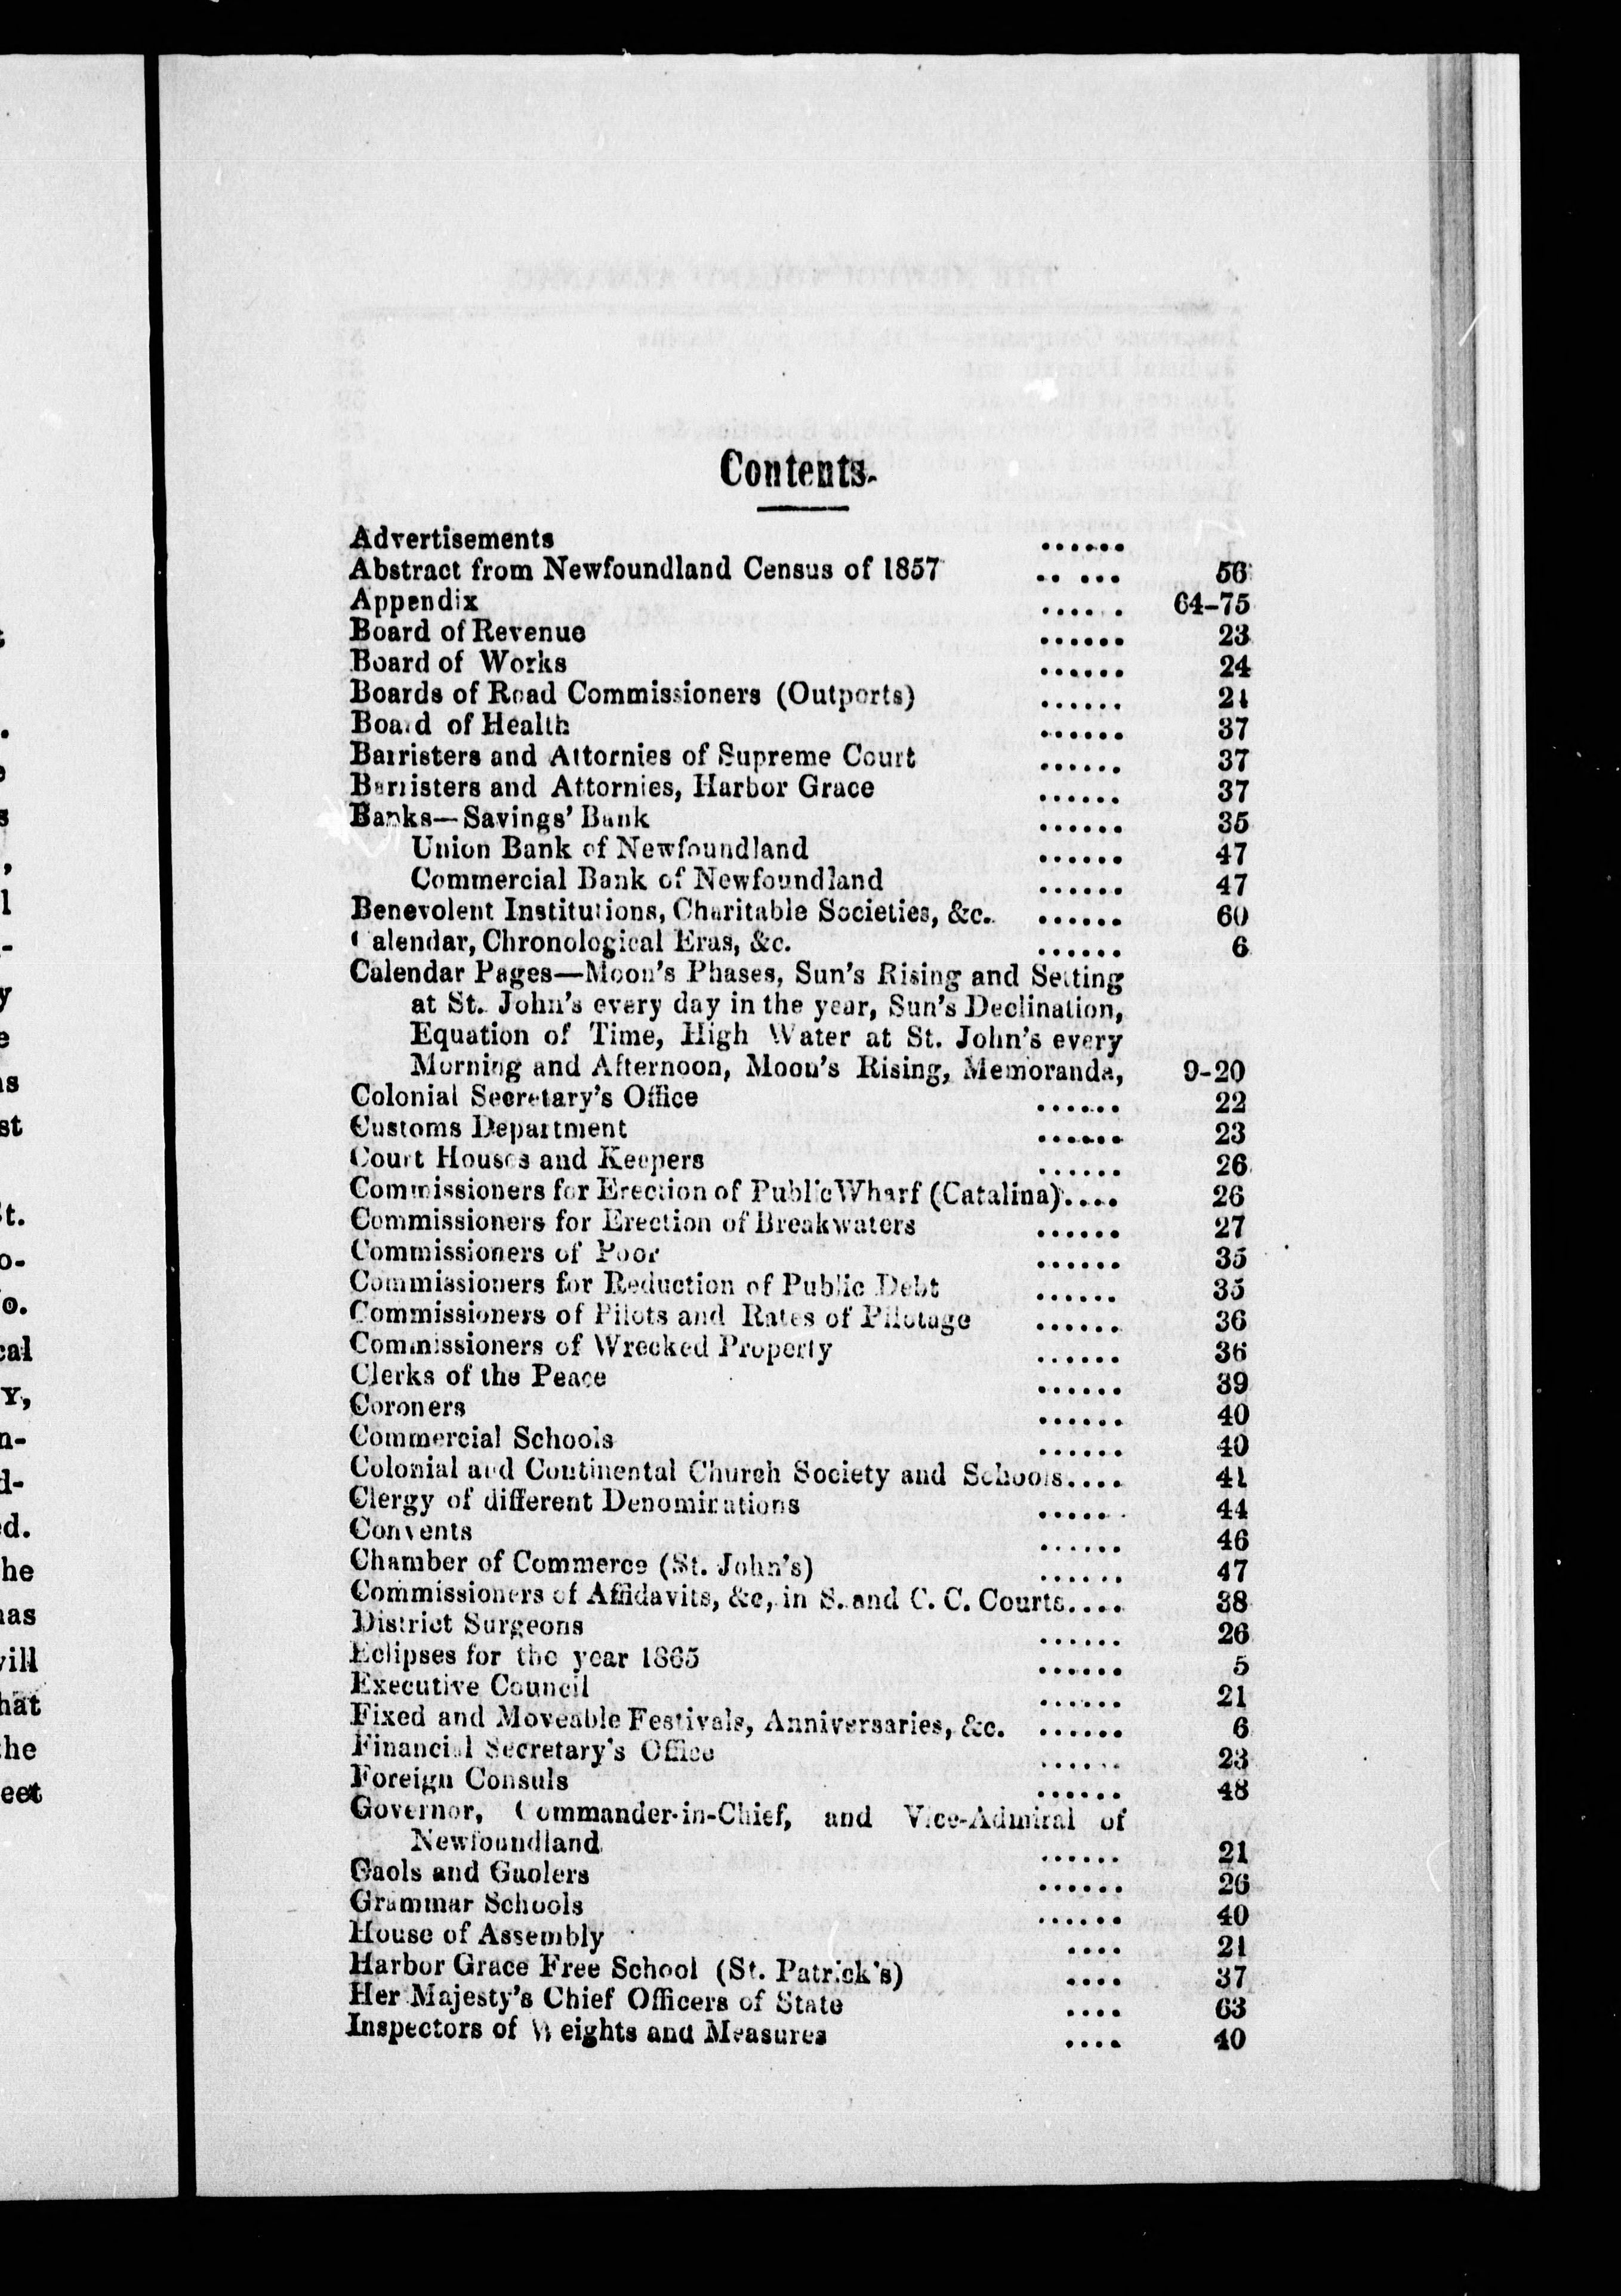 Contents.
Advertisements ......
Abstract from Newfoundland Census of 1857 .. ... 56
Appendix ...... 64-75
Board of Revenue ...... 23
Board of Works ...... 24
Boards of Road Commissioners (Outports) ...... 24
Board of Health ...... 37
Barristers and Attornies of Supreme Court ...... 37
Barristers and Attornies, Harbor Grace ...... 37
Banks—Savings' Bank ...... 35
Union Bank of Newfoundland ...... 47
Commercial Bank of Newfoundland ...... 47
Benevolent Institutions, Charitable Societies, &c. ...... 60
Calendar, Chronological Eras, &c. ...... 6
Calendar Pages—Moon's Phases, Sun's Rising and Setting
at St. John's every day in the year, Sun's Declination,
Equation of Time, High Water at St. John's every
Morning and Afternoon, Moon's Rising, Memoranda, 9-20
Colonial Secretary's Office ...... 22
Customs Department ...... 23
Court Houses and Keepers ...... 26
Commissioners for Erection of Public Wharf (Catalina).... 26
Commissioners for Erection of Breakwaters ...... 27
Commissioners of Poor ...... 35
Commissioners for Reduction of Public Debt ...... 35
Commissioners of Pilots and Rates of Pilotage ...... 36
Commissioners of Wrecked Property ...... 36
Clerks of the Peace ...... 39
Coroners ...... 40
Commercial Schools ...... 40
Colonial and Continental Church Society and Schools.... 41
Clergy of different Denominations ...... 44
Convents ...... 46
Chamber of Commerce (St. John's) ...... 47
Commissioners of Affidavits, &c, in S. and C. C. Courts.... 38
District Surgeons ...... 26
Eclipses for the year 1865 ...... 5
Executive Council ...... 21
Fixed and Moveable Festivals, Anniversaries, &c. ...... 6
Financial Secretary's Office ...... 23
Foreign Consuls ...... 48
Governor, Commander-in-Chief, and Vice-Admiral of
Newfoundland ...... 21
Gaols and Gaolers ...... 26
Grammar Schools ...... 40
House of Assembly .... 21
Harbor Grace Free School (St. Patrick's) .... 37
Her Majesty's Chief Officers of State .... 63
Inspectors of Weights and Measures .... 40